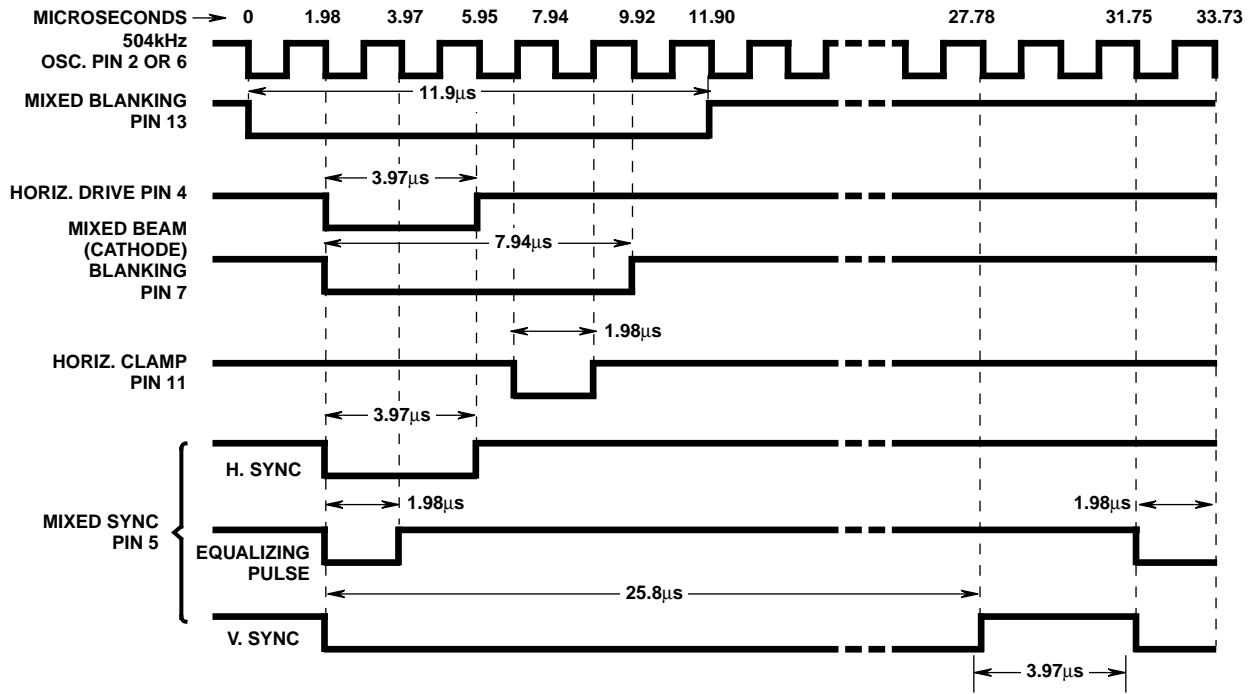 MICROSECONDS → 0 1.98 3.97 5.95 7.94 9.92 11.90 27.78 31.75 33.73
504kHz
OSC. PIN 2 OR 6
11.9μs
MIXED BLANKING
PIN 13
3.97μs
HORIZ. DRIVE PIN 4
MIXED BEAM
(CATHODE)
BLANKING
PIN 7
7.94μs
1.98μs
HORIZ. CLAMP
PIN 11
3.97μs
H. SYNC
1.98μs 1.98μs
MIXED SYNC
PIN 5
EQUALIZING
PULSE
25.8μs
V. SYNC
3.97μs